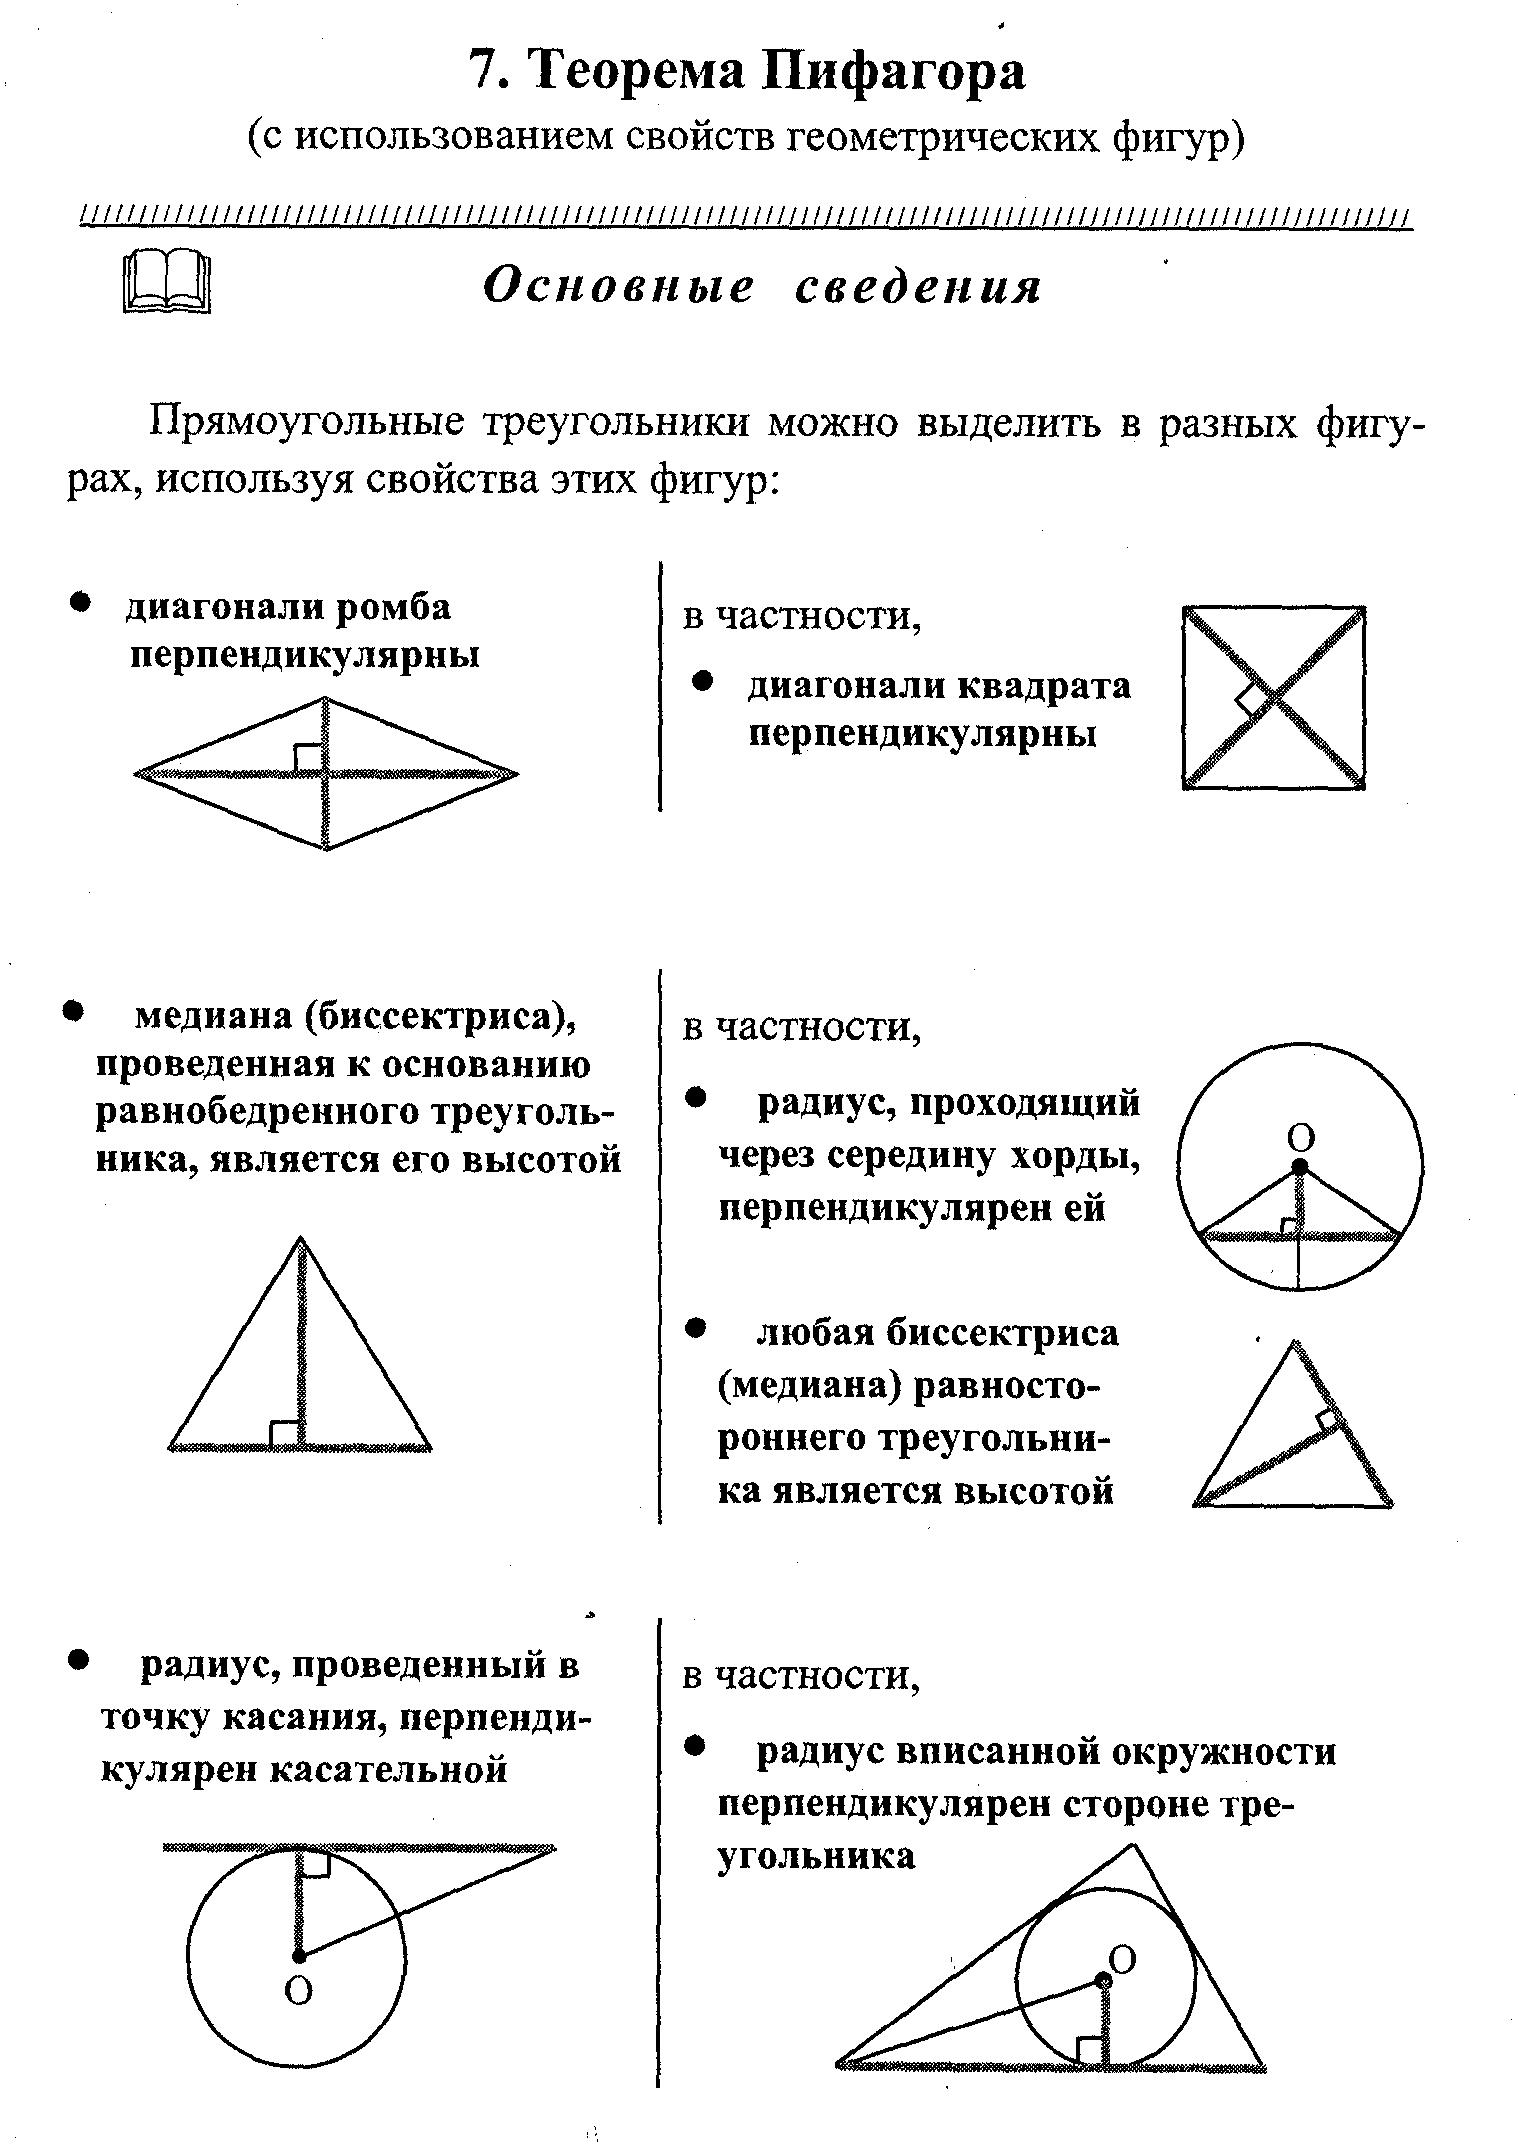 7. Теорема Пифагора
(с использованием свойств геометрических фигур)
Основные сведения
Прямоугольные треугольники можно выделить в разных фигу-
рах, используя свойства этих фигур:
• диагонали ромба
перпендикулярны
в частности,
• диагонали квадрата
перпендикулярны
• медиана (биссектриса),
проведенная к основанию
равнобедренного треуголь-
ника, является его высотой
в частности,
• радиус, проходящий
через середину хорды,
перпендикулярен ей
O
• любая биссектриса
(медиана) равносто-
роннего треугольни-
ка является высотой
• радиус, проведенный в
точку касания, перпенди-
кулярен касательной
O
в частности,
• радиус вписанной окружности
перпендикулярен стороне тре-
угольника
O